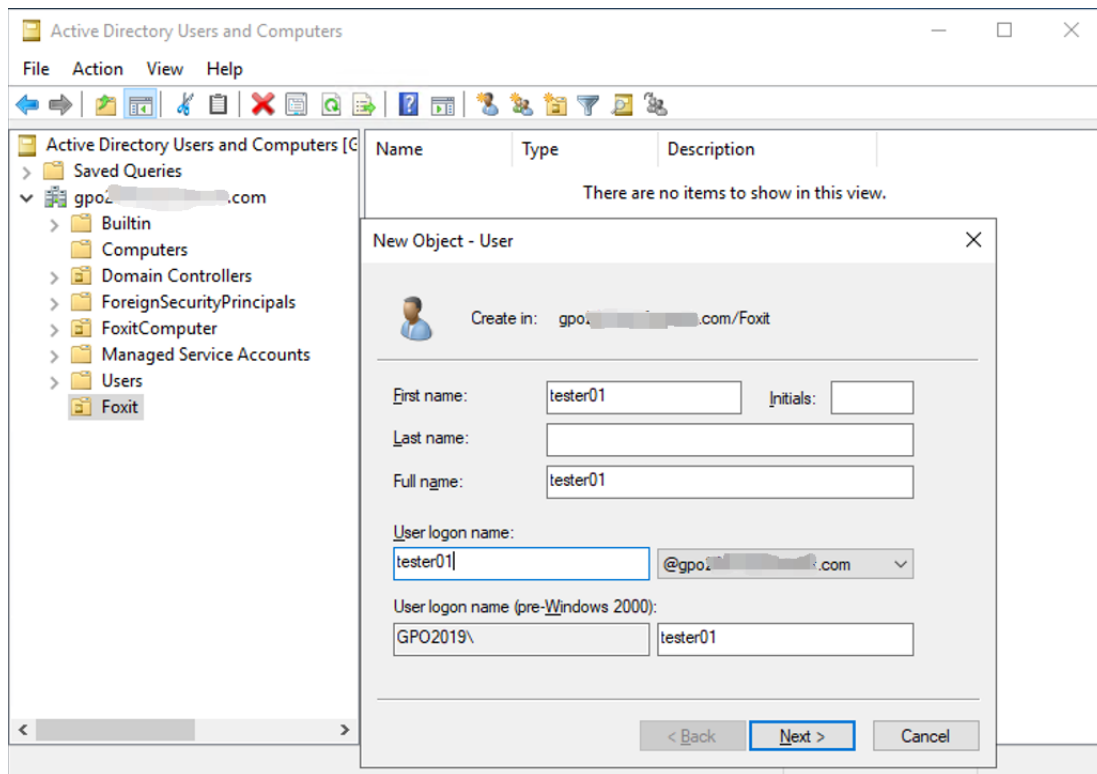 Active Directory Users and Computers
File Action View Help
Active Directory Users and Computers [G
Name Type Description
Saved Queries
There are no items to show in this view.
.com
Builtin
Computers
Domain Controllers
ForeignSecurityPrincipals
FoxitComputer
Managed Service Accounts
Users
Foxit
New Object - User
Create in: .com/Foxit
First name: tester01 Initials:
Last name:
Full name: tester01
User logon name:
tester01 .com
User logon name (pre-Windows 2000):
GPO2019\ tester01
< Back Next > Cancel